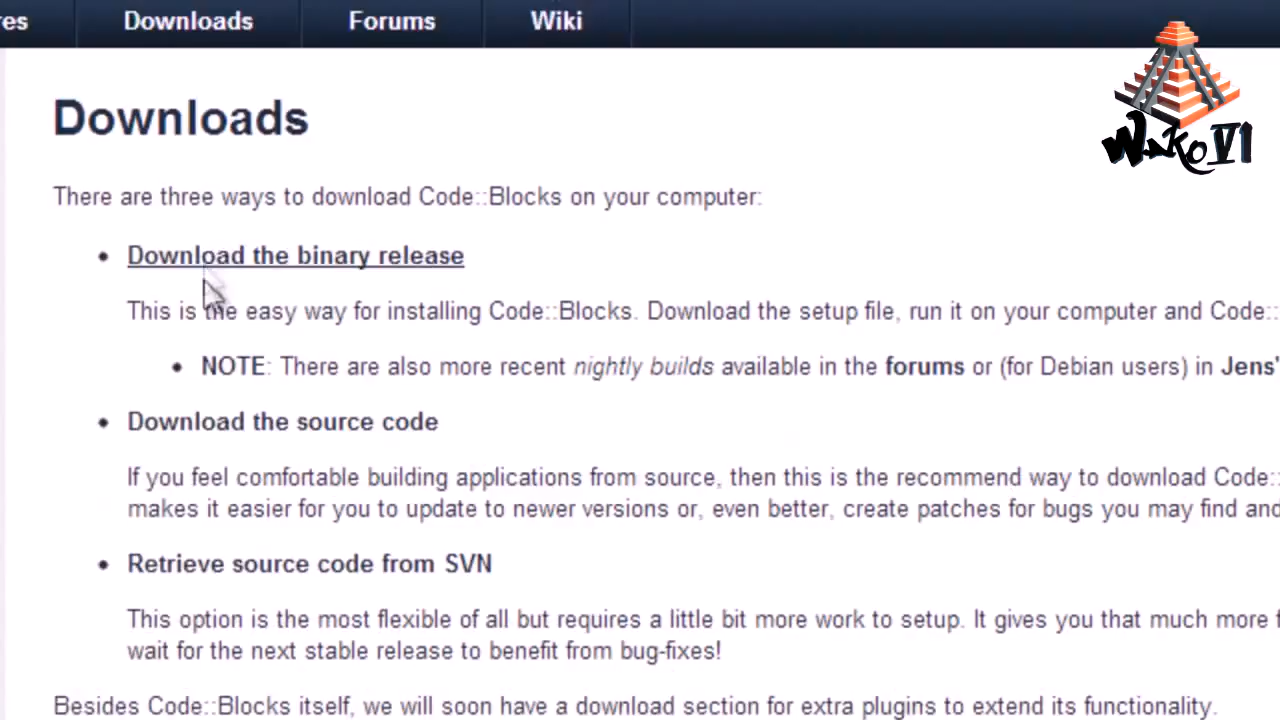 res Downloads Forums Wiki
Wako VI
Downloads
There are three ways to download Code::Blocks on your computer:
• Download the binary release
This is the easy way for installing Code::Blocks. Download the setup file, run it on your computer and Code::
• NOTE: There are also more recent nightly builds available in the forums or (for Debian users) in Jens'
• Download the source code
If you feel comfortable building applications from source, then this is the recommend way to download Code::
makes it easier for you to update to newer versions or, even better, create patches for bugs you may find and
• Retrieve source code from SVN
This option is the most flexible of all but requires a little bit more work to setup. It gives you that much more f
wait for the next stable release to benefit from bug-fixes!
Besides Code::Blocks itself, we will soon have a download section for extra plugins to extend its functionality.